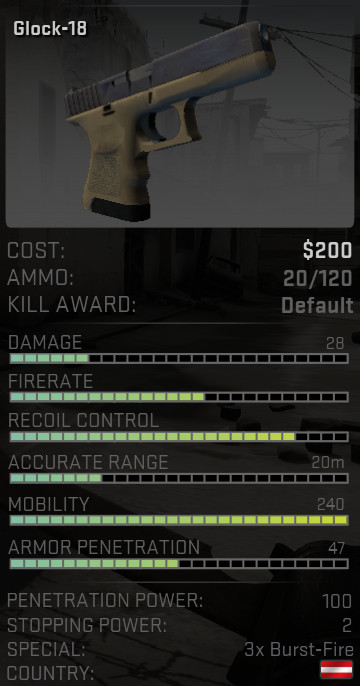 Glock-18
COST: $200
AMMO: 20/120
KILL AWARD: Default
DAMAGE 28
FIRERATE
RECOIL CONTROL
ACCURATE RANGE 20m
MOBILITY 240
ARMOR PENETRATION 47
PENETRATION POWER: 100
STOPPING POWER: 2
SPECIAL: 3x Burst-Fire
COUNTRY: